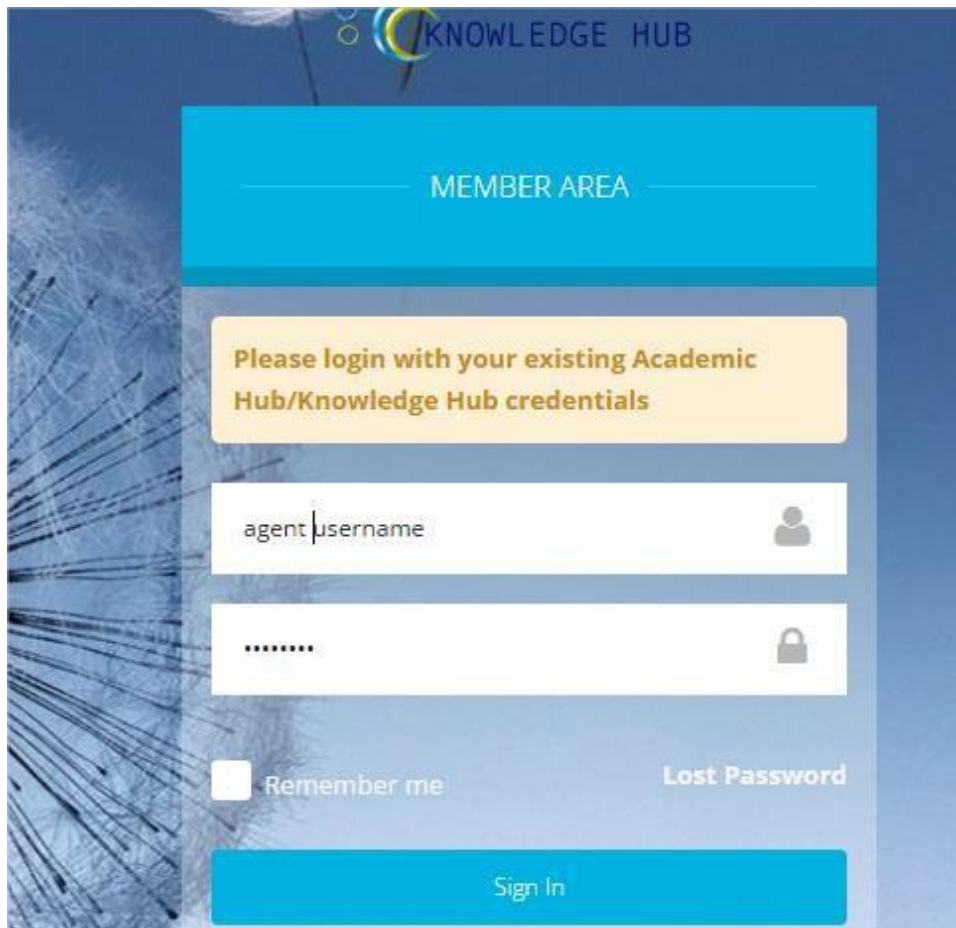 KNOWLEDGE HUB
MEMBER AREA
Please login with your existing Academic
Hub/Knowledge Hub credentials
agent username
........
Remember me
Lost Password
Sign In